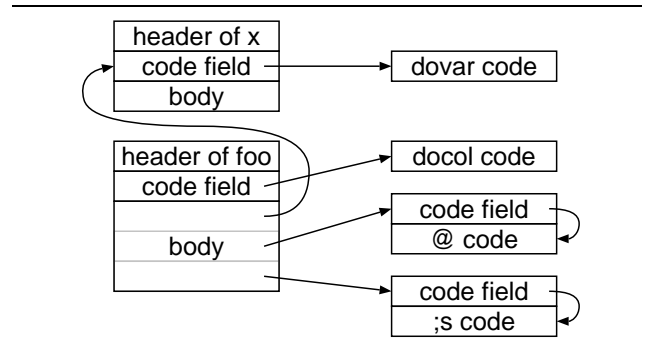 header of x
code field
dovar code
body
header of foo
docol code
code field
code field
@ code
body
code field
;s code